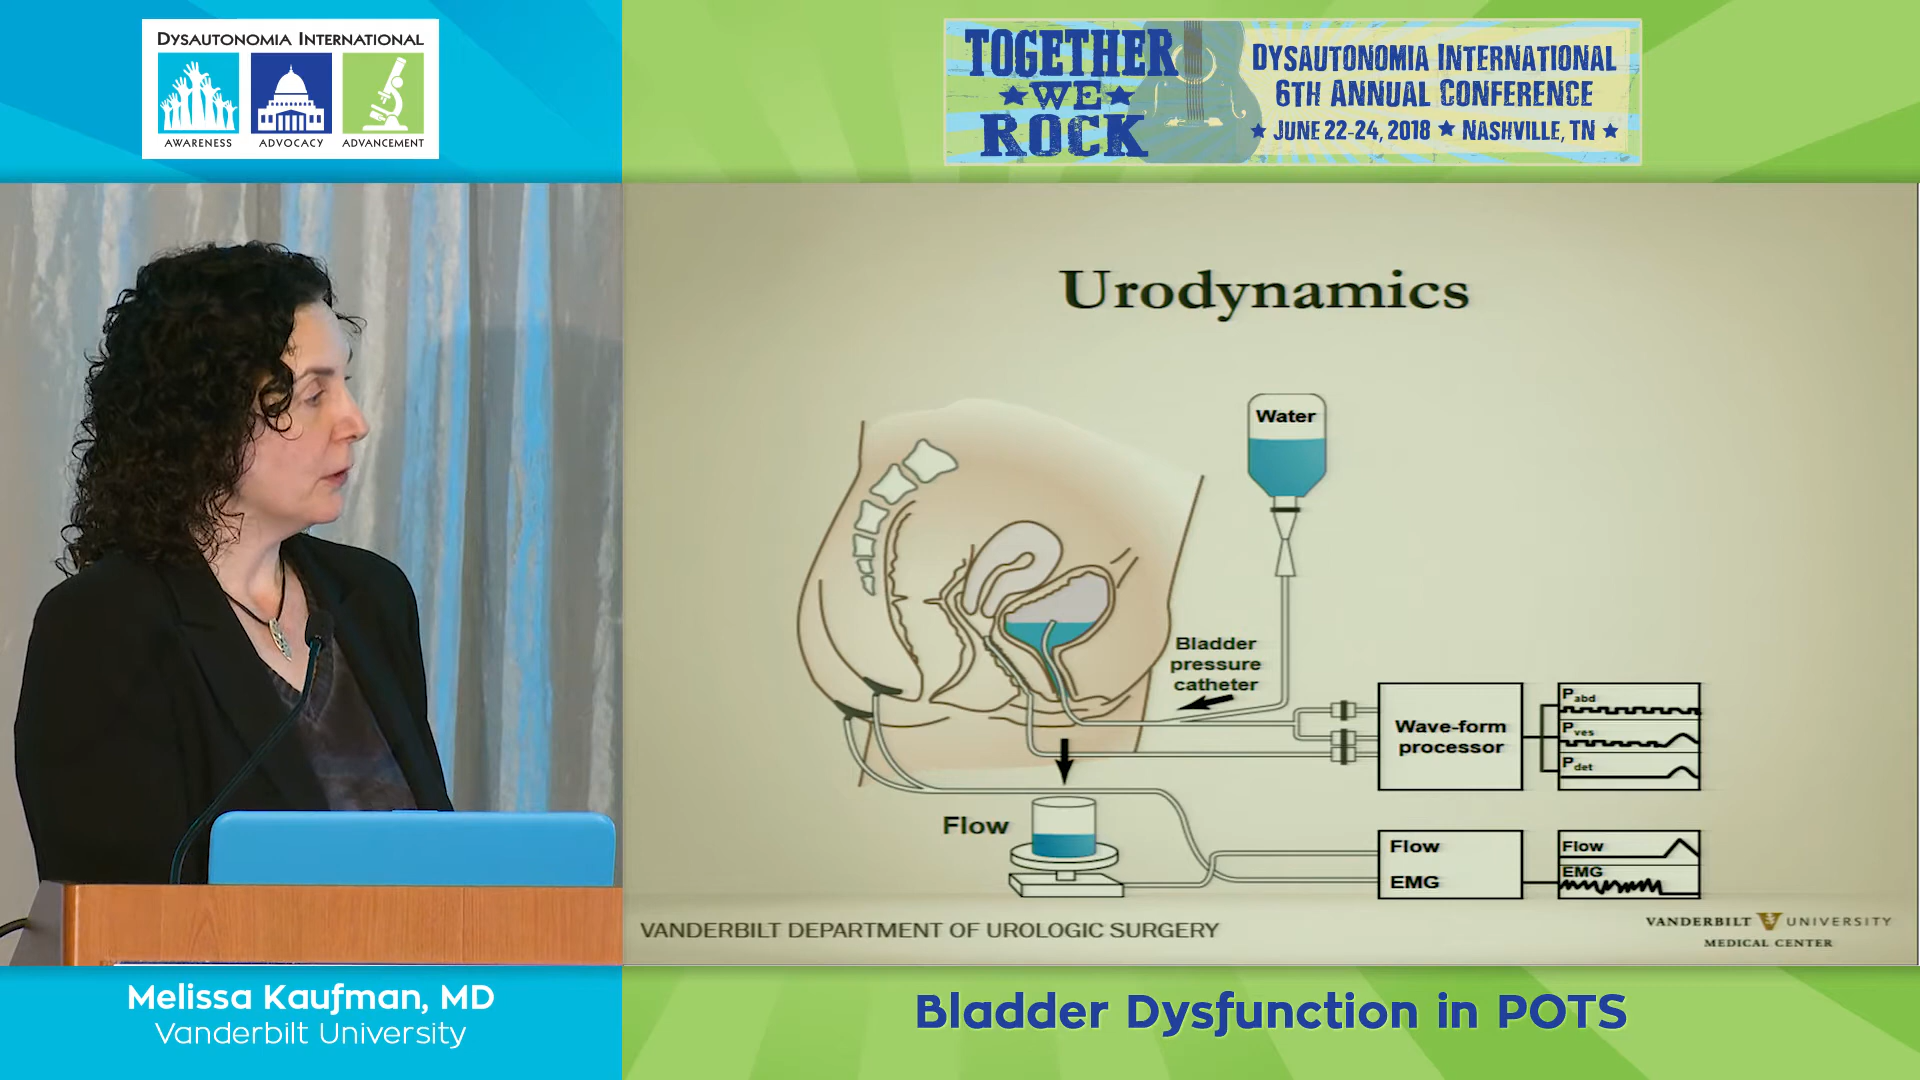 DYSAUTONOMIA INTERNATIONAL
AWARENESS
ADVOCACY
ADVANCEMENT
TOGETHER
WE
ROCK
DYSAUTONOMIA INTERNATIONAL
6TH ANNUAL CONFERENCE
JUNE 22-24, 2018 ★ NASHVILLE, TN
Urodynamics
Water
Bladder
pressure
catheter
Wave-form
processor
Pabd
Pves
Pdet
Flow
Flow
EMG
Flow
EMG
VANDERBILT DEPARTMENT OF UROLOGIC SURGERY
VANDERBILT UNIVERSITY
MEDICAL CENTER
Melissa Kaufman, MD
Vanderbilt University
Bladder Dysfunction in POTS